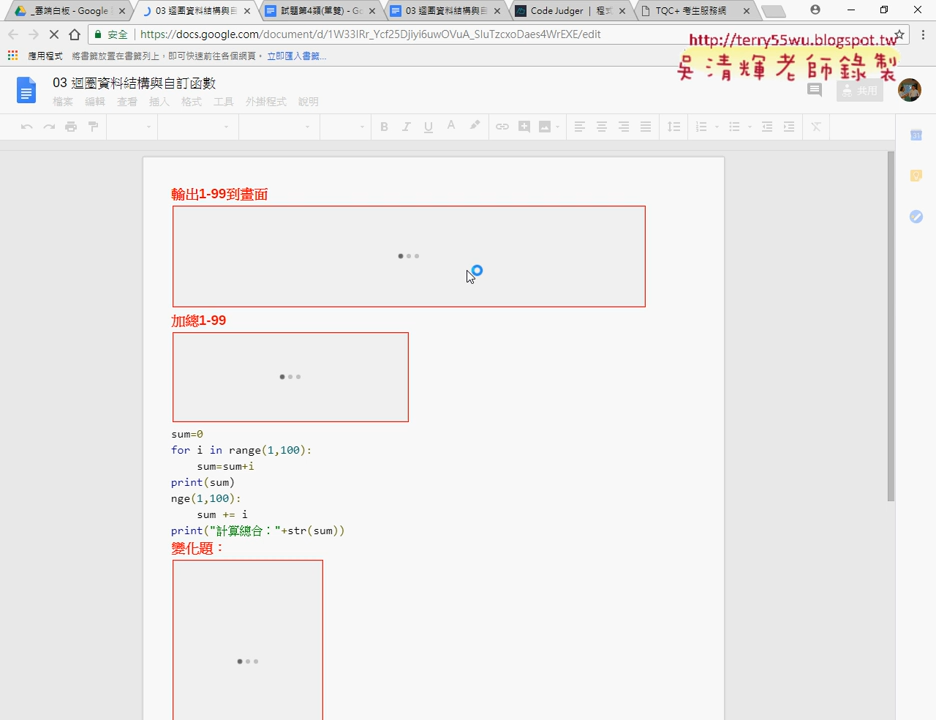 _雲端白板 - Google
03 迴圈資料結構與自
試題第4類(單雙) - Go
03 迴圈資料結構與自
Code Judger | 程式
TQC+ 考生服務網
安全 | https://docs.google.com/document/d/1W33lRr_Ycf25Djiyi6uwOVuA_SluTzcxoDaes4WrEXE/edit
應用程式 將書籤放置在書籤列上，即可快速前往各個網頁。 立即匯入書籤...
http://terry55wu.blogspot.tw
吳清輝老師錄製
03 迴圈資料結構與自訂函數
檔案 編輯 查看 插入 格式 工具 外掛程式 說明
共用
輸出1-99到畫面
加總1-99
sum=0
for i in range(1,100):
    sum=sum+i
print(sum)
nge(1,100):
    sum += i
print("計算總合："+str(sum))
變化題：